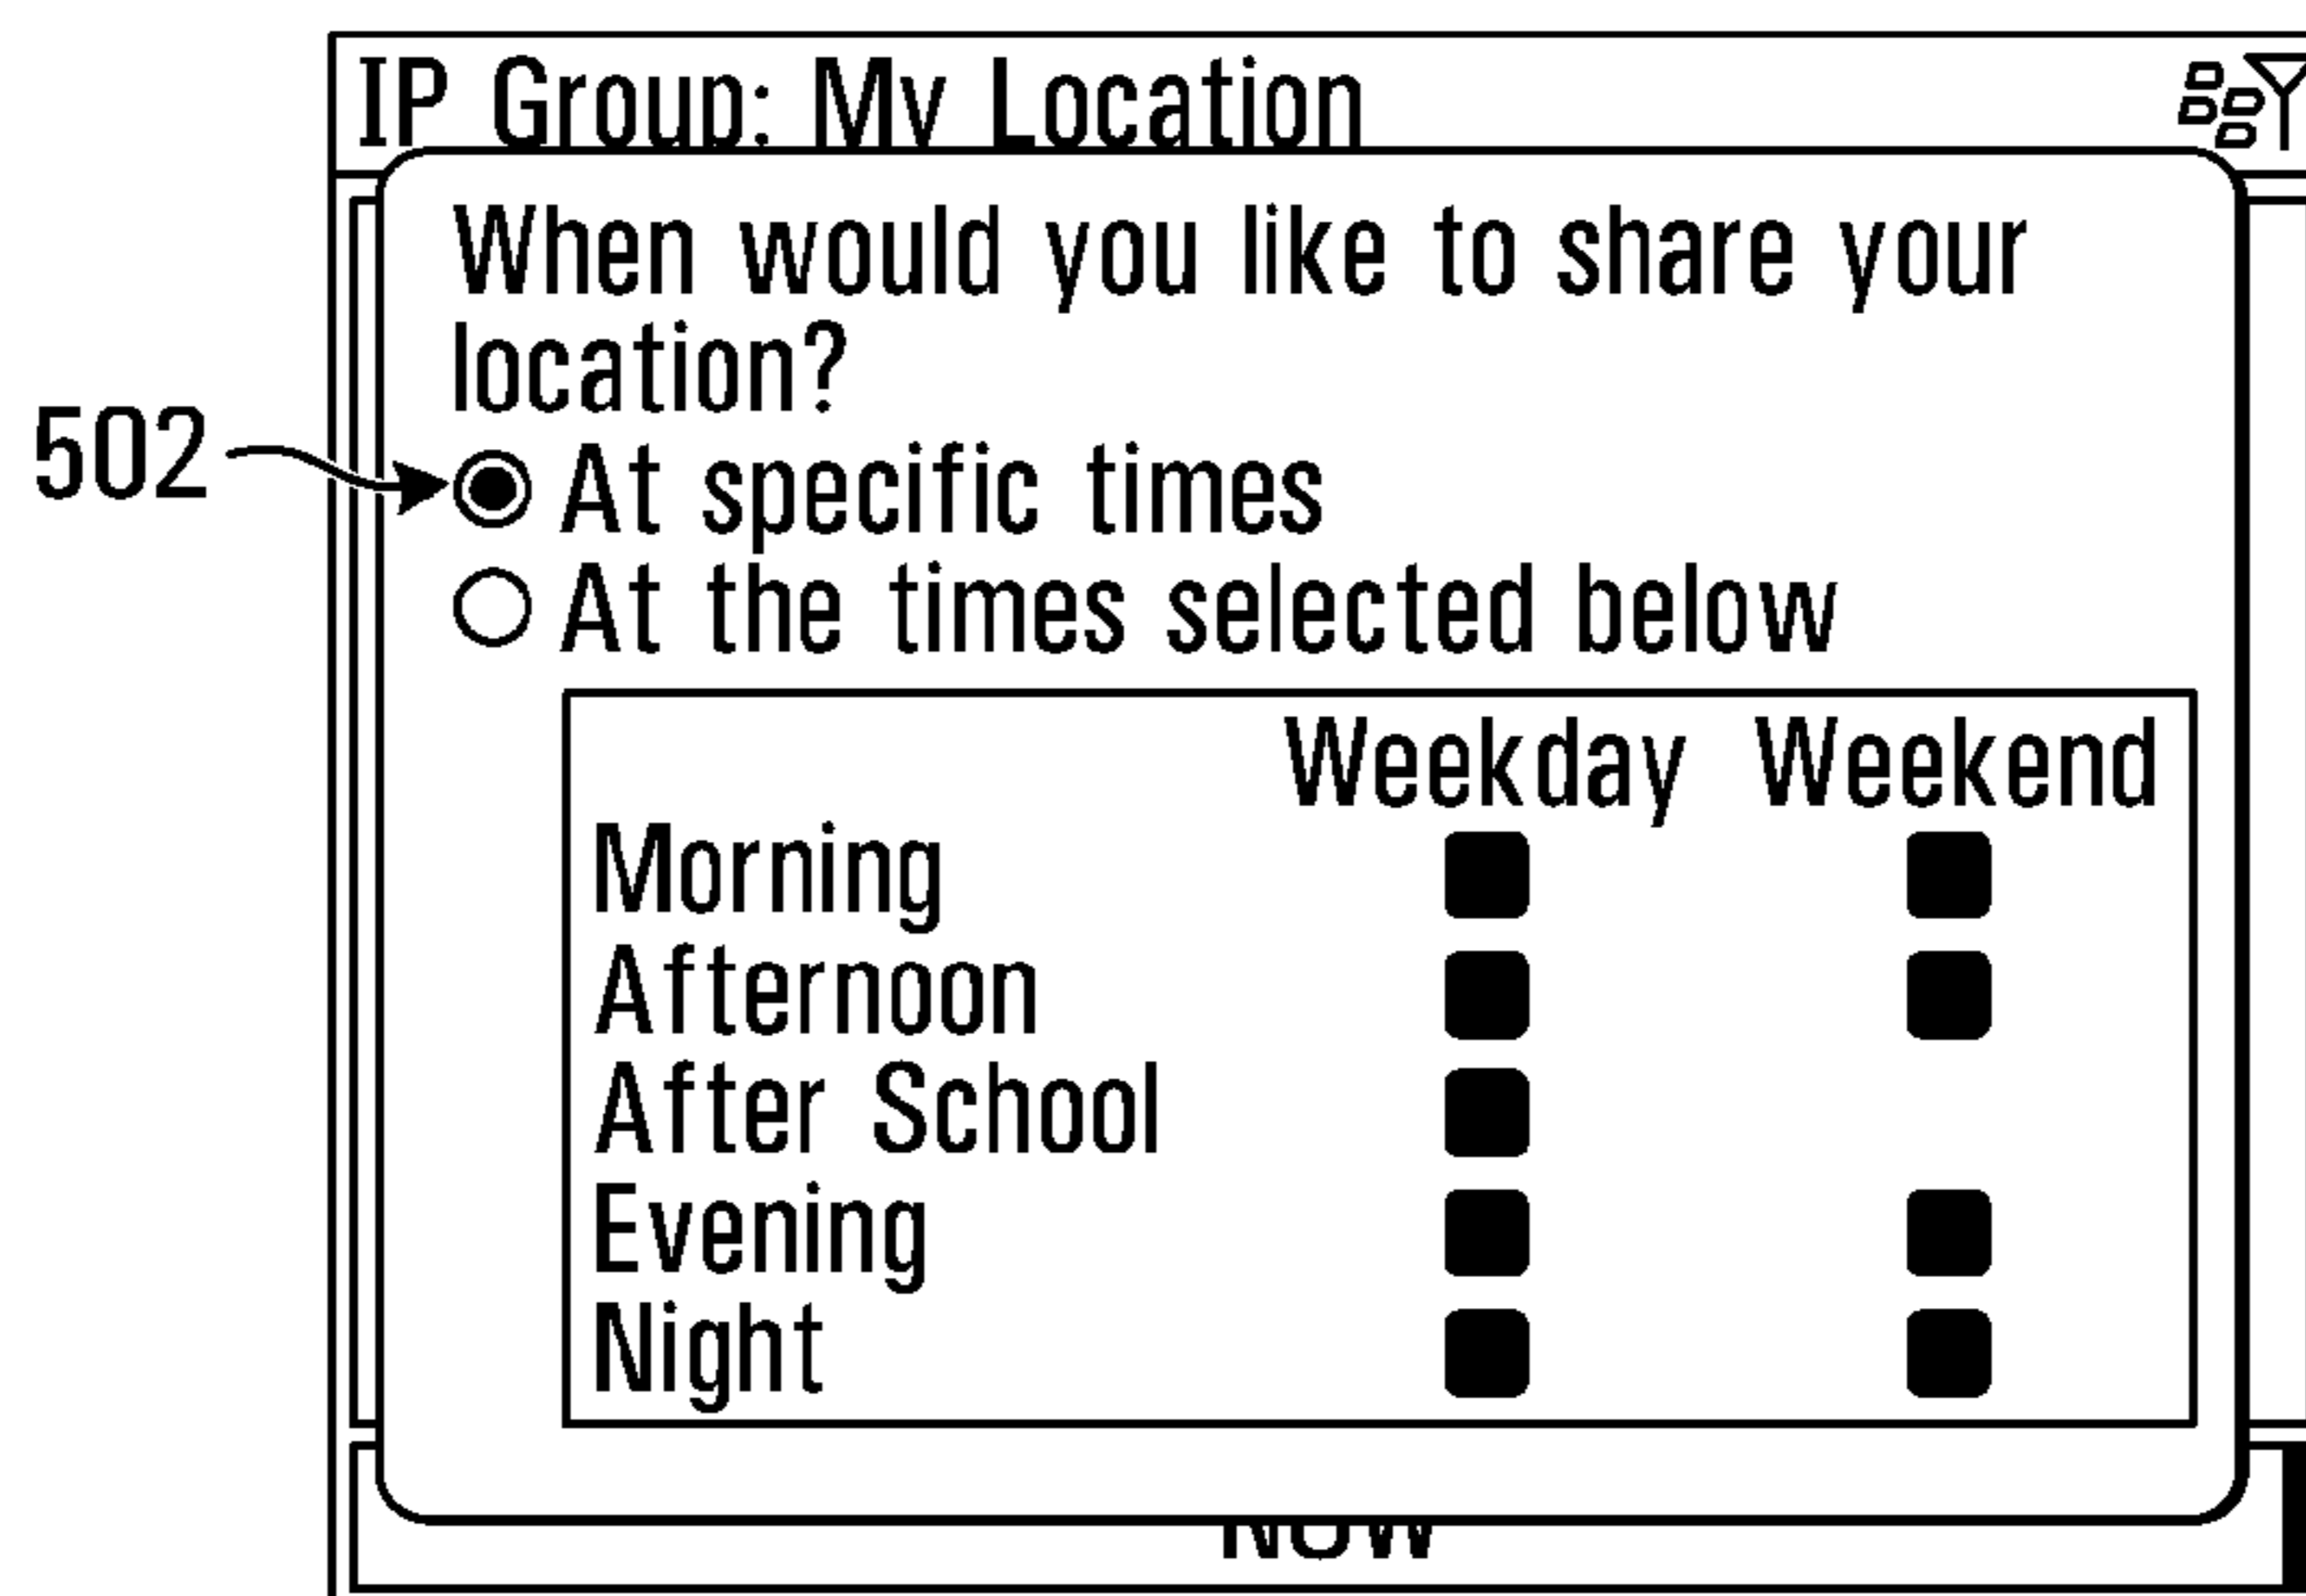 IP Group: My Location
When would you like to share your
location?
502
At specific times
At the times selected below
Weekday Weekend
Morning
Afternoon
After School
Evening
Night
NOW